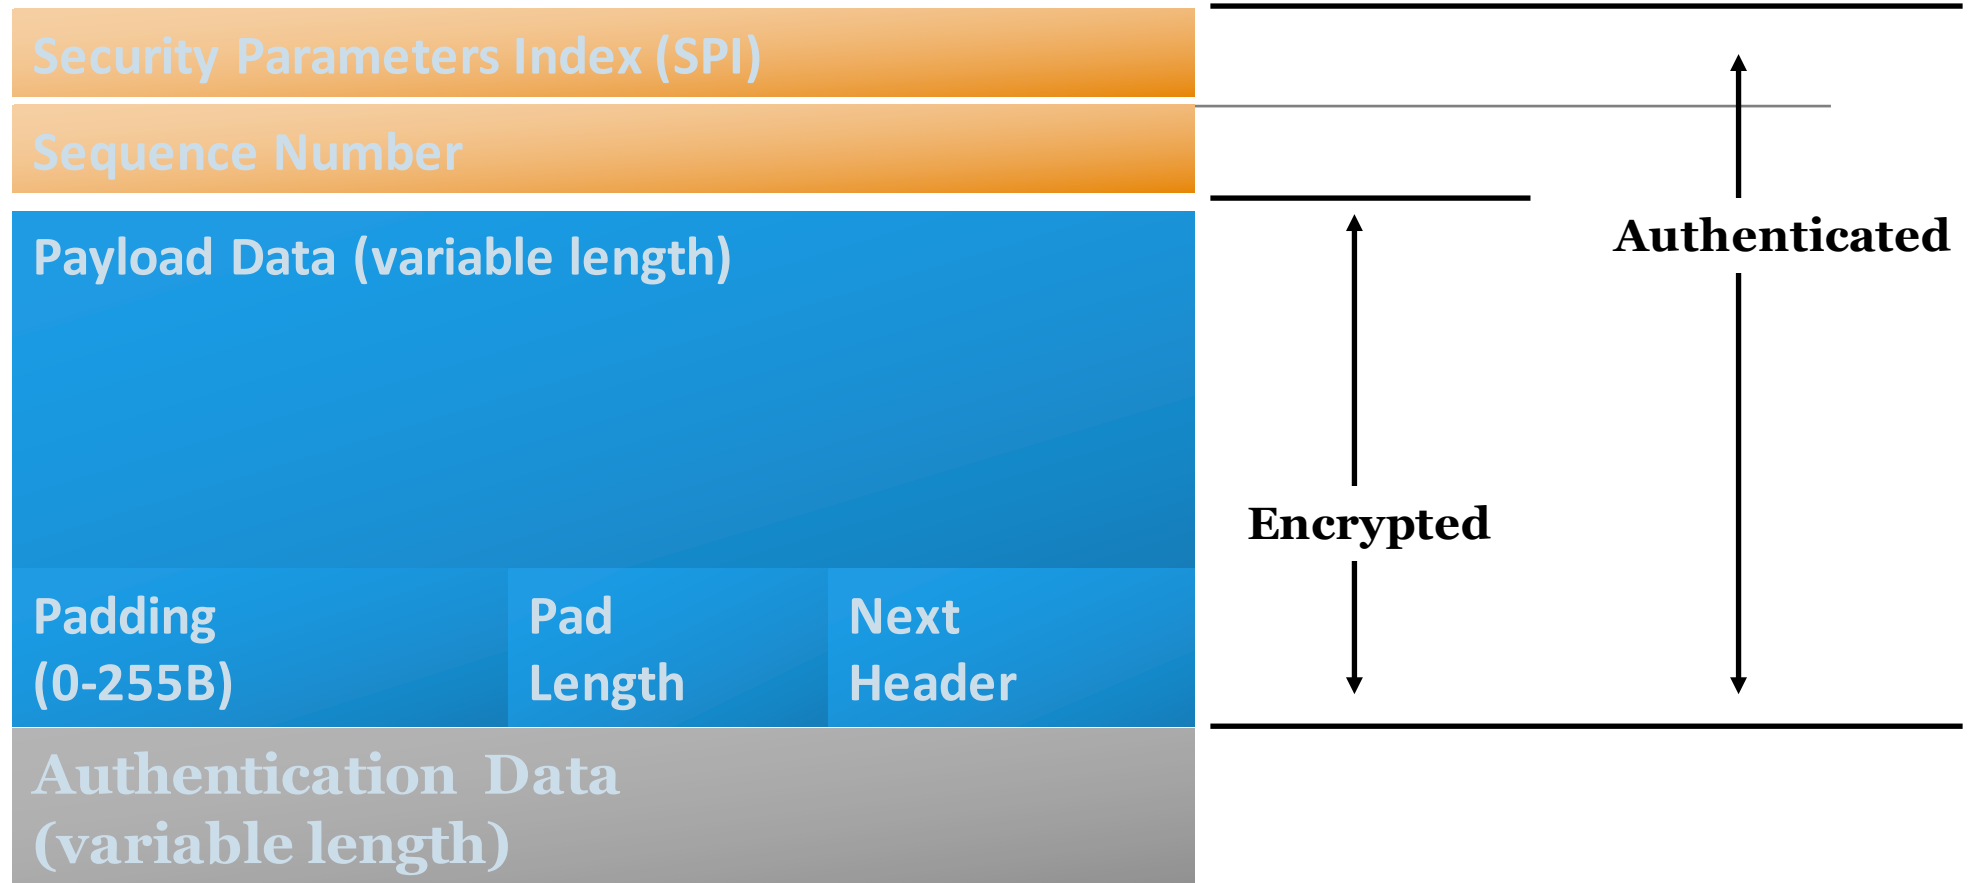 Security Parameters Index (SPI)
Sequence Number
Payload Data (variable length)
Authenticated
Encrypted
Padding
(0-255B)
Pad
Length
Next
Header
Authentication Data
(variable length)